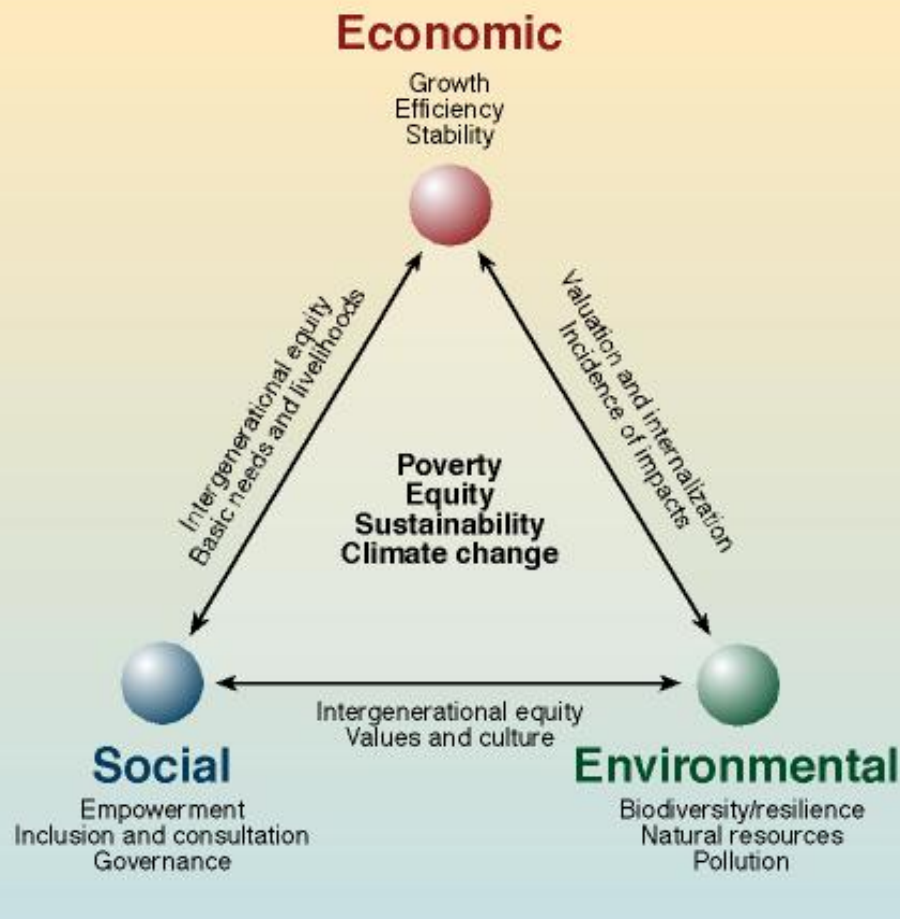 Economic
Growth
Efficiency
Stability
Intergenerational equity
Basic needs and livelihoods
Valuation and internalization
Incidence of impacts
Poverty
Equity
Sustainability
Climate change
Intergenerational equity
Values and culture
Social
Empowerment
Inclusion and consultation
Governance
Environmental
Biodiversity/resilience
Natural resources
Pollution